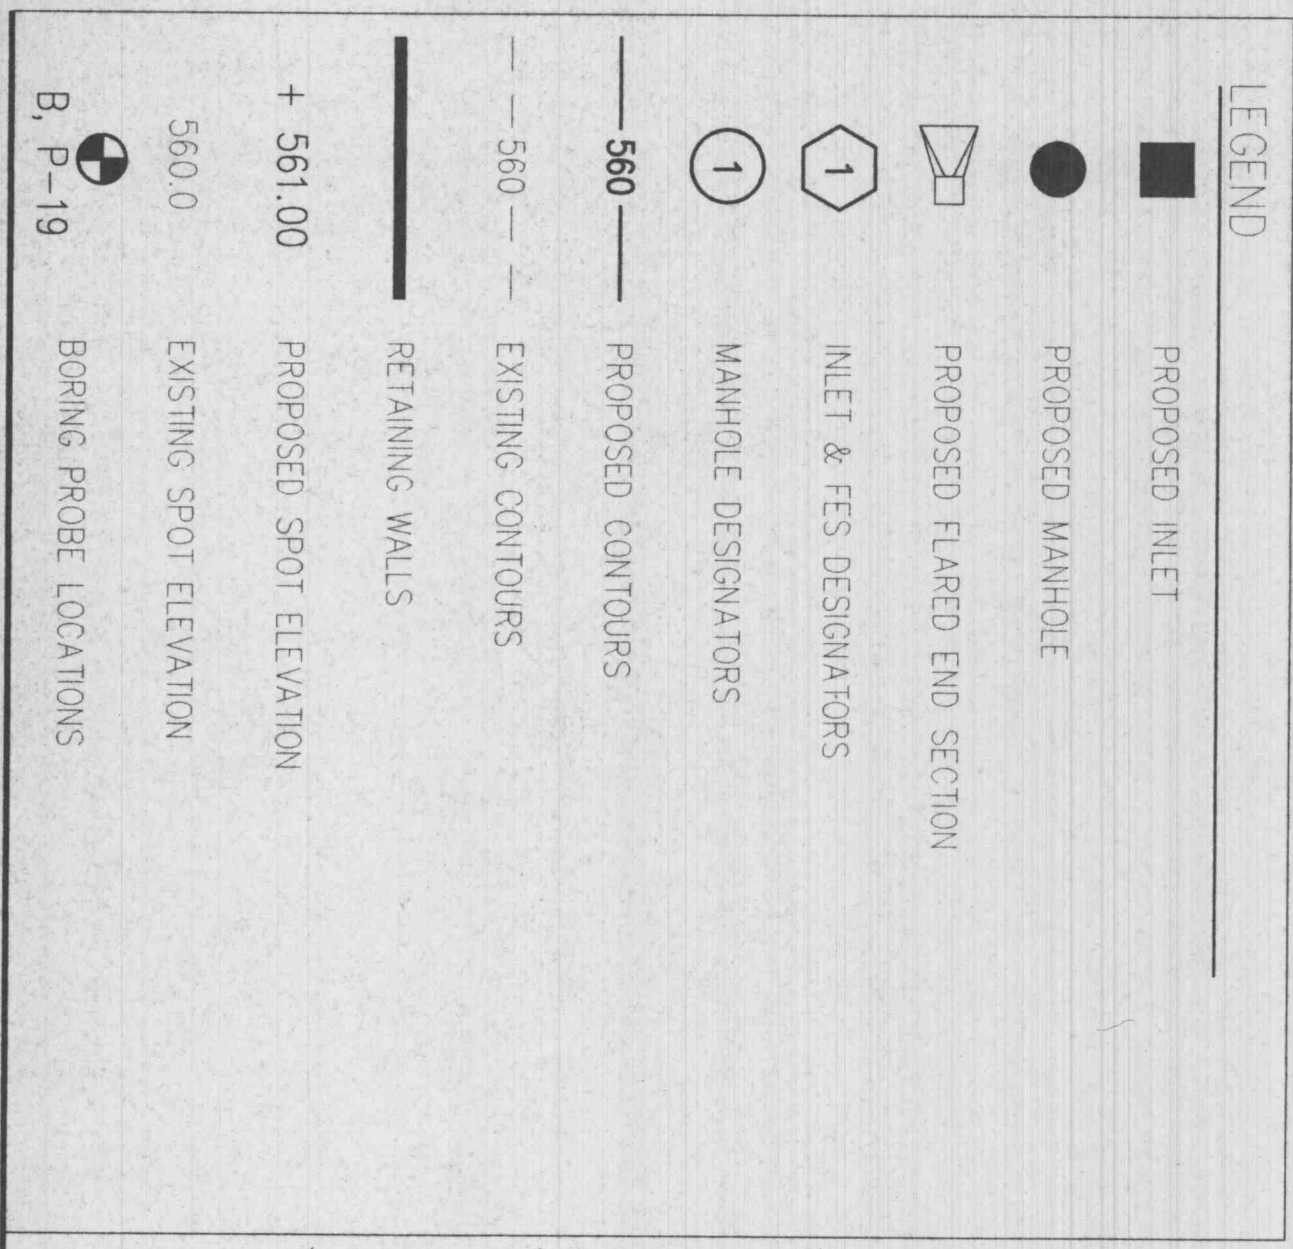 LEGEND
PROPOSED INLET
PROPOSED MANHOLE
PROPOSED FLARED END SECTION
1 INLET & FES DESIGNATORS
1 MANHOLE DESIGNATORS
560 PROPOSED CONTOURS
560 EXISTING CONTOURS
RETAINING WALLS
+ 561.00 PROPOSED SPOT ELEVATION
560.0 EXISTING SPOT ELEVATION
B, P-19 BORING PROBE LOCATIONS